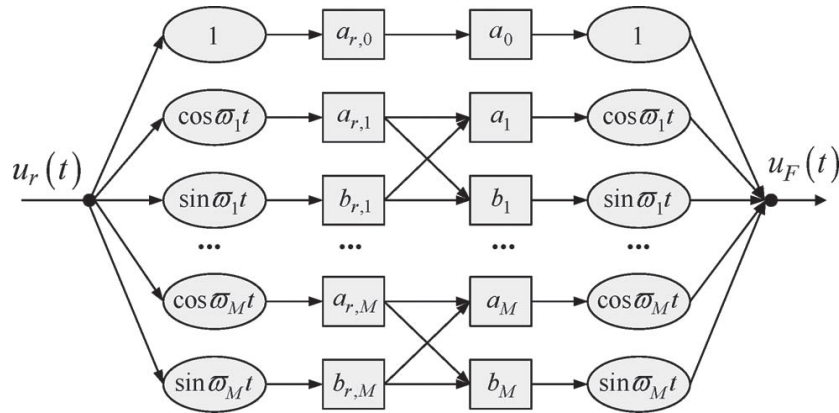 1 a_{r,0} a_0 1
cos ϖ_1 t a_{r,1} a_1 cos ϖ_1 t
u_r(t) u_F(t)
sin ϖ_1 t b_{r,1} b_1 sin ϖ_1 t
... ... ... ...
cos ϖ_M t a_{r,M} a_M cos ϖ_M t
sin ϖ_M t b_{r,M} b_M sin ϖ_M t